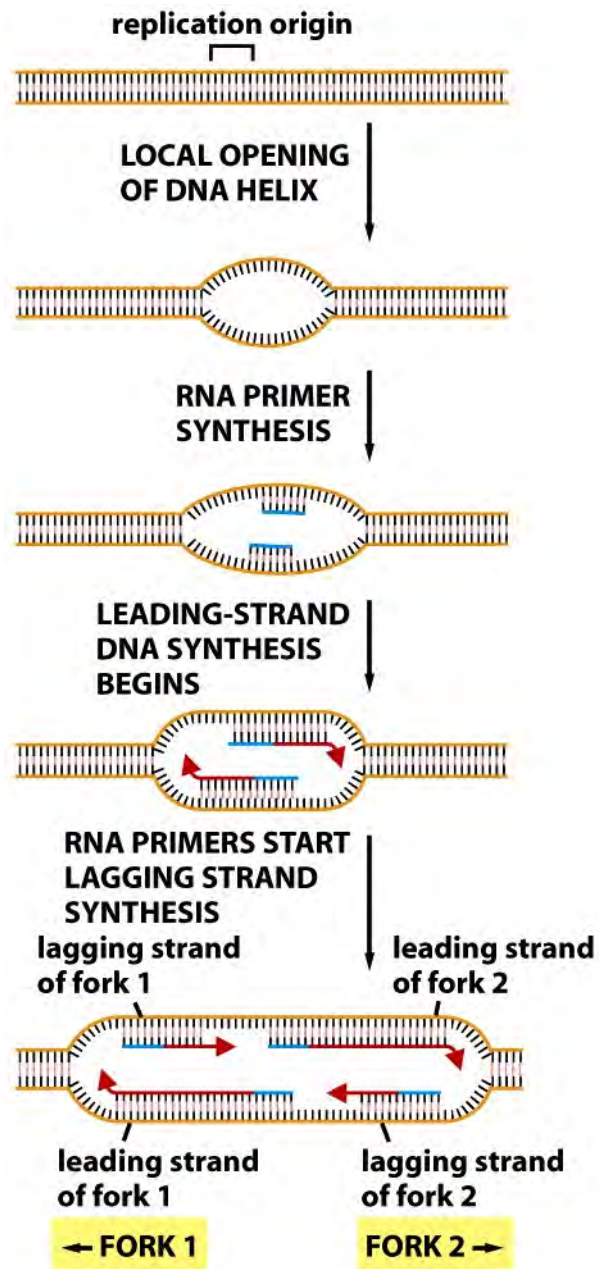 replication origin
LOCAL OPENING
OF DNA HELIX
RNA PRIMER
SYNTHESIS
LEADING-STRAND
DNA SYNTHESIS
BEGINS
RNA PRIMERS START
LAGGING STRAND
SYNTHESIS
lagging strand
of fork 1
leading strand
of fork 2
leading strand
of fork 1
lagging strand
of fork 2
← FORK 1
FORK 2 →